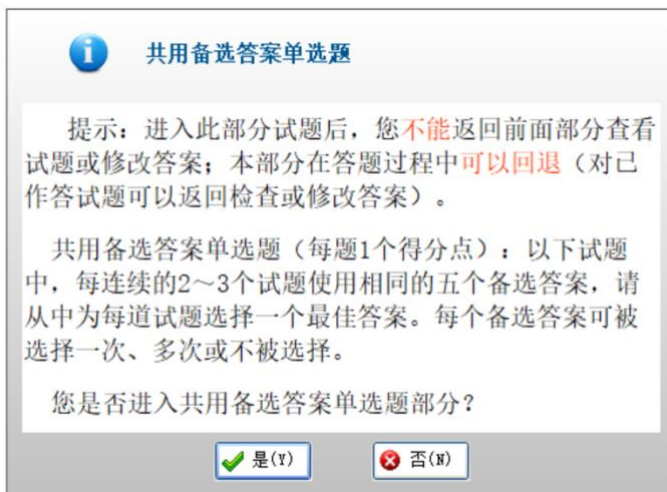 共用备选答案单选题
提示：进入此部分试题后，您不能返回前面部分查看
试题或修改答案；本部分在答题过程中可以回退（对已
作答试题可以返回检查或修改答案）。
共用备选答案单选题（每题1个得分点）：以下试题
中，每连续的2～3个试题使用相同的五个备选答案，请
从中为每道试题选择一个最佳答案。每个备选答案可被
选择一次、多次或不被选择。
您是否进入共用备选答案单选题部分？
是(Y) 否(N)